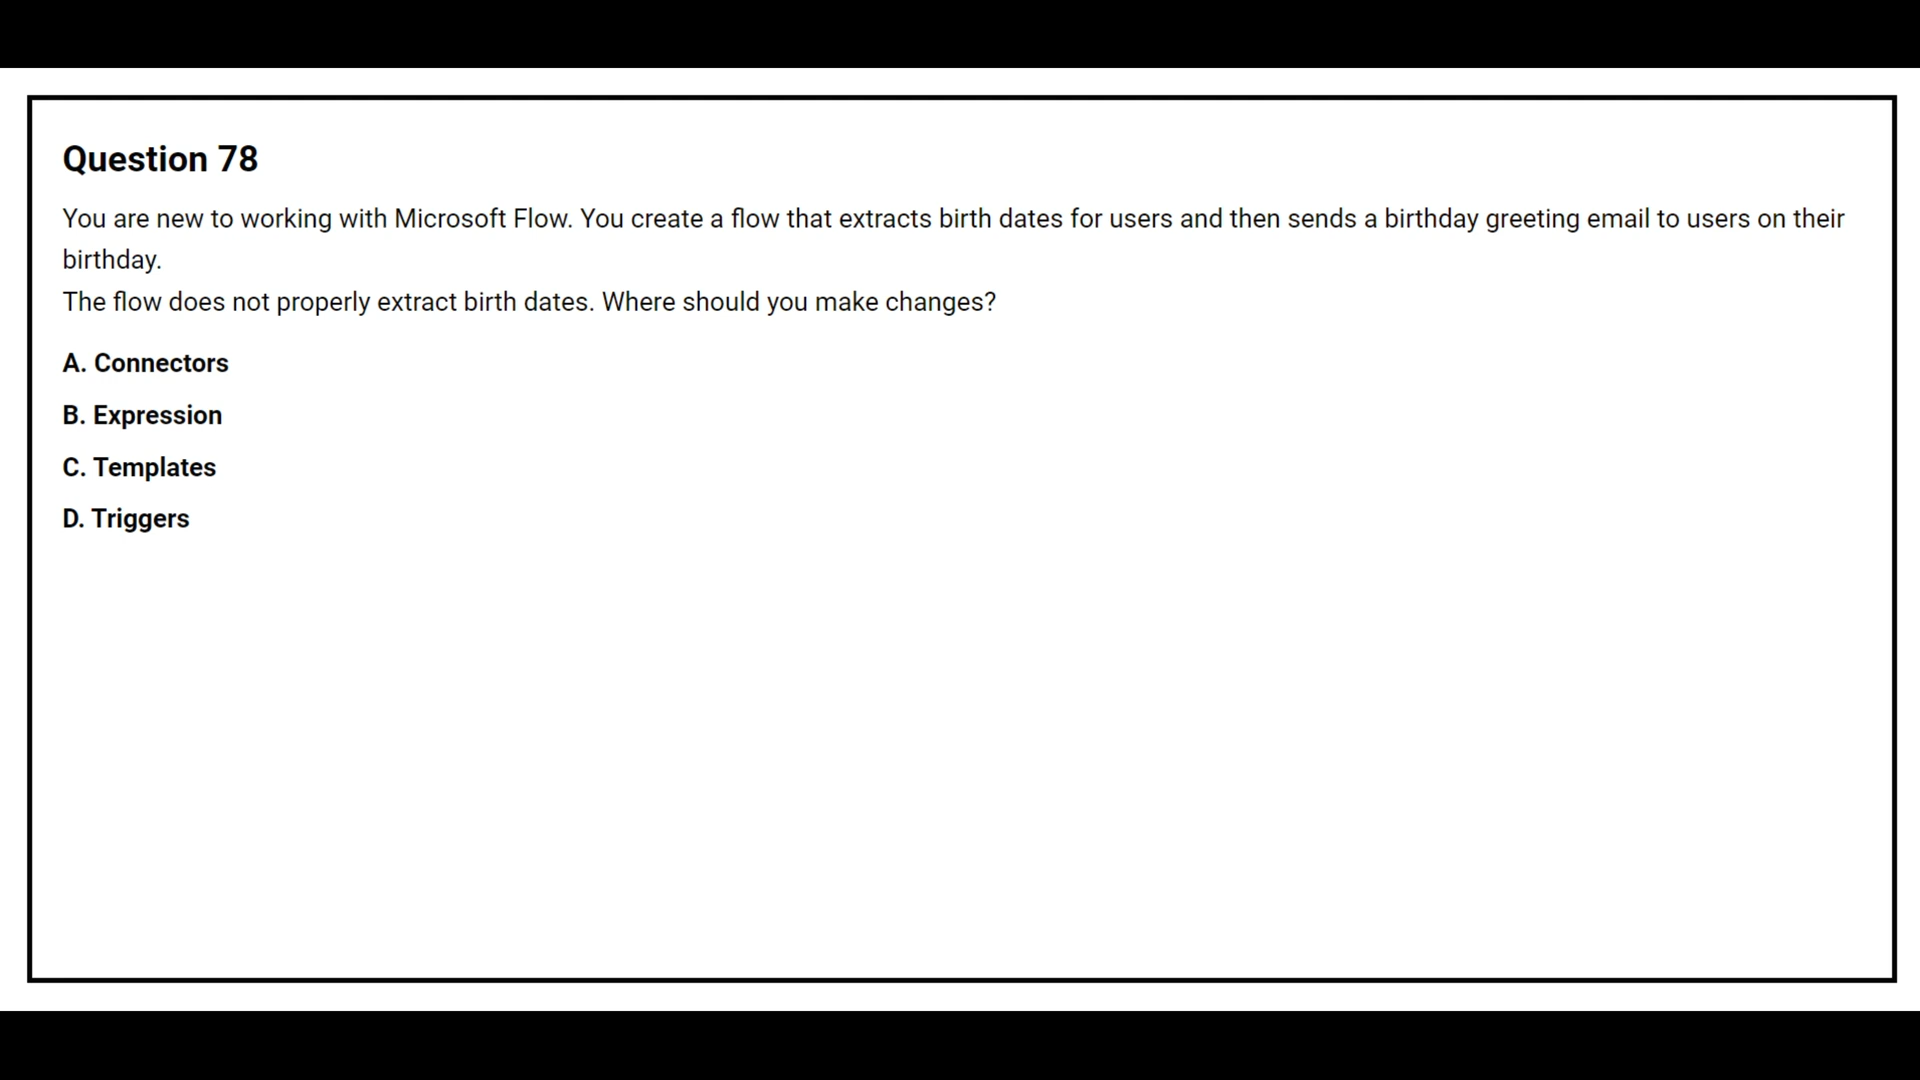 Question 78
You are new to working with Microsoft Flow. You create a flow that extracts birth dates for users and then sends a birthday greeting email to users on their
birthday.
The flow does not properly extract birth dates. Where should you make changes?
A. Connectors
B. Expression
C. Templates
D. Triggers